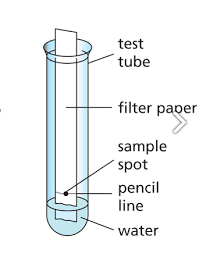 test
tube
filter paper
sample
spot
pencil
line
water